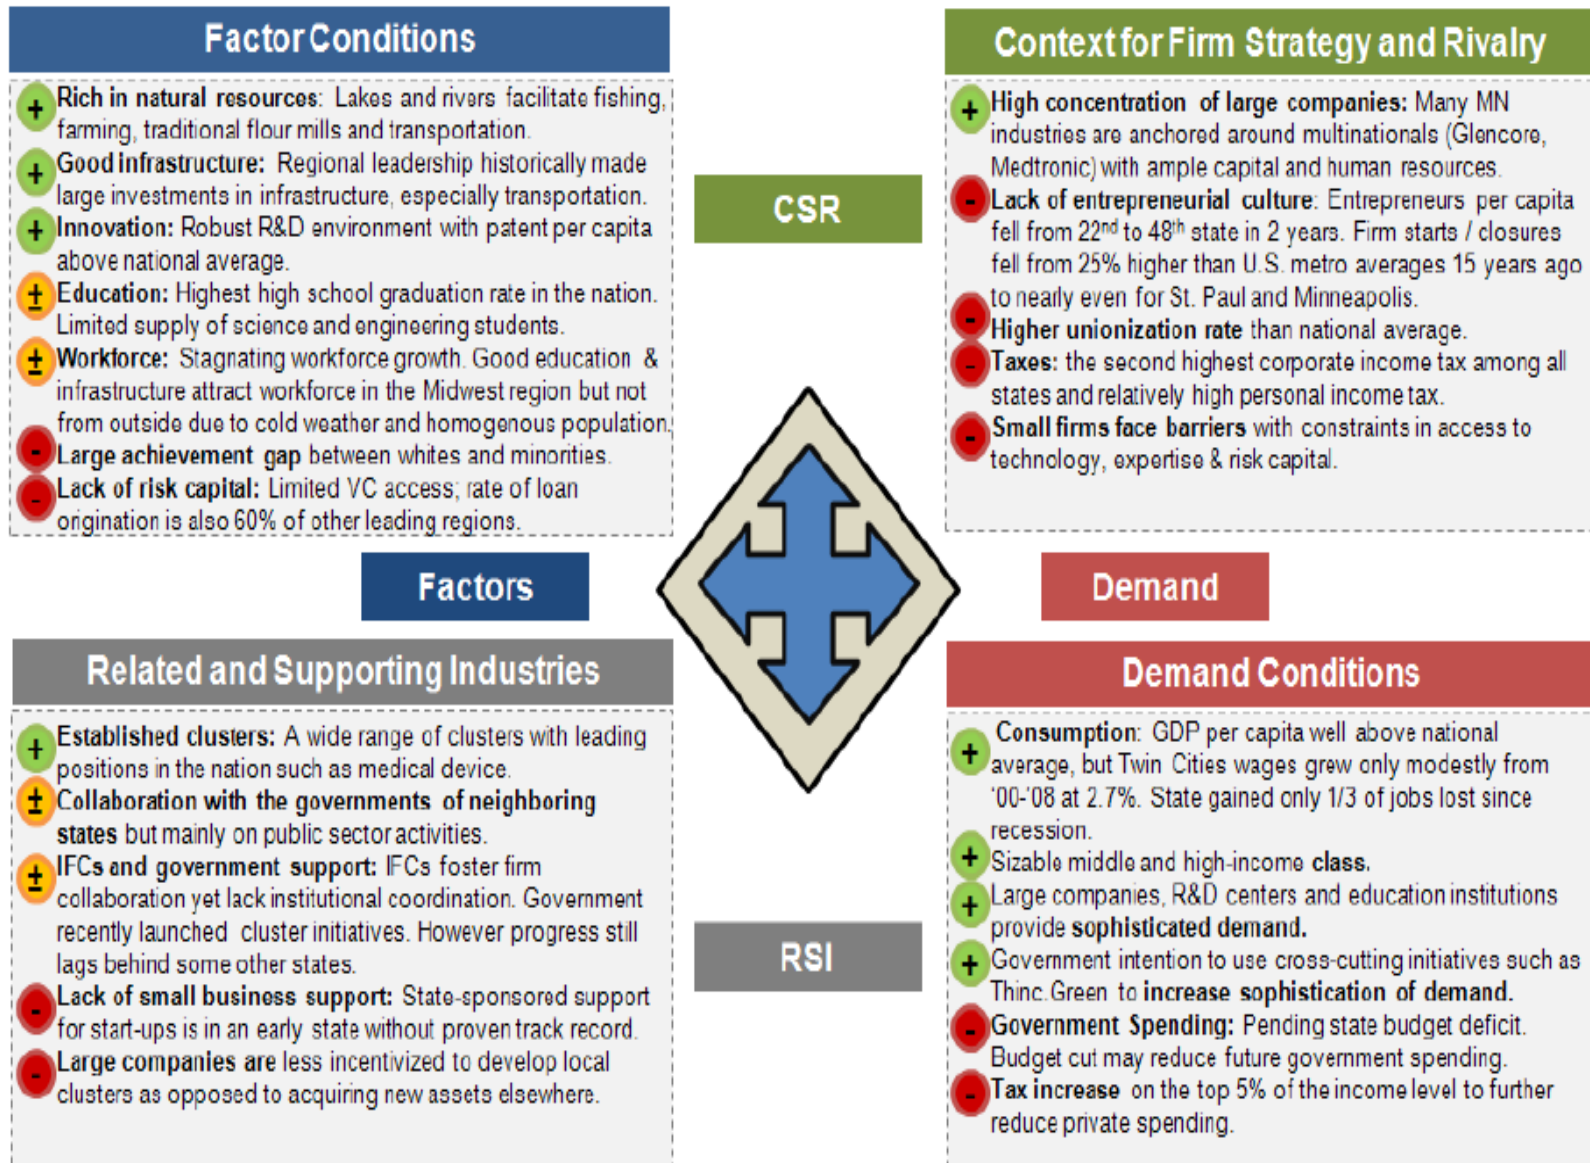 Factor Conditions
+ Rich in natural resources: Lakes and rivers facilitate fishing,
farming, traditional flour mills and transportation.
+ Good infrastructure: Regional leadership historically made
large investments in infrastructure, especially transportation.
+ Innovation: Robust R&D environment with patent per capita
above national average.
± Education: Highest high school graduation rate in the nation.
Limited supply of science and engineering students.
± Workforce: Stagnating workforce growth. Good education &
infrastructure attract workforce in the Midwest region but not
from outside due to cold weather and homogenous population.
- Large achievement gap between whites and minorities.
- Lack of risk capital: Limited VC access; rate of loan
origination is also 60% of other leading regions.
Context for Firm Strategy and Rivalry
+ High concentration of large companies: Many MN
industries are anchored around multinationals (Glencore,
Medtronic) with ample capital and human resources.
- Lack of entrepreneurial culture: Entrepreneurs per capita
fell from 22nd to 48th state in 2 years. Firm starts / closures
fell from 25% higher than U.S. metro averages 15 years ago
to nearly even for St. Paul and Minneapolis.
- Higher unionization rate than national average.
- Taxes: the second highest corporate income tax among all
states and relatively high personal income tax.
- Small firms face barriers with constraints in access to
technology, expertise & risk capital.
CSR
Factors
Demand
RSI
Related and Supporting Industries
+ Established clusters: A wide range of clusters with leading
positions in the nation such as medical device.
± Collaboration with the governments of neighboring
states but mainly on public sector activities.
± IFCs and government support: IFCs foster firm
collaboration yet lack institutional coordination. Government
recently launched cluster initiatives. However progress still
lags behind some other states.
- Lack of small business support: State-sponsored support
for start-ups is in an early state without proven track record.
- Large companies are less incentivized to develop local
clusters as opposed to acquiring new assets elsewhere.
Demand Conditions
+ Consumption: GDP per capita well above national
average, but Twin Cities wages grew only modestly from
'00-'08 at 2.7%. State gained only 1/3 of jobs lost since
recession.
+ Sizable middle and high-income class.
+ Large companies, R&D centers and education institutions
provide sophisticated demand.
+ Government intention to use cross-cutting initiatives such as
Thinc.Green to increase sophistication of demand.
- Government Spending: Pending state budget deficit.
Budget cut may reduce future government spending.
- Tax increase on the top 5% of the income level to further
reduce private spending.